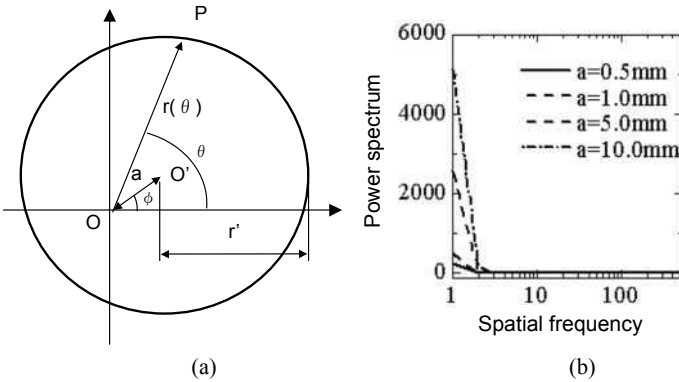 P
r(θ)
θ
a
O'
O
φ
r'
(a)
6000
4000
2000
0
Power spectrum
a=0.5mm
a=1.0mm
a=5.0mm
a=10.0mm
1
10
100
Spatial frequency
(b)